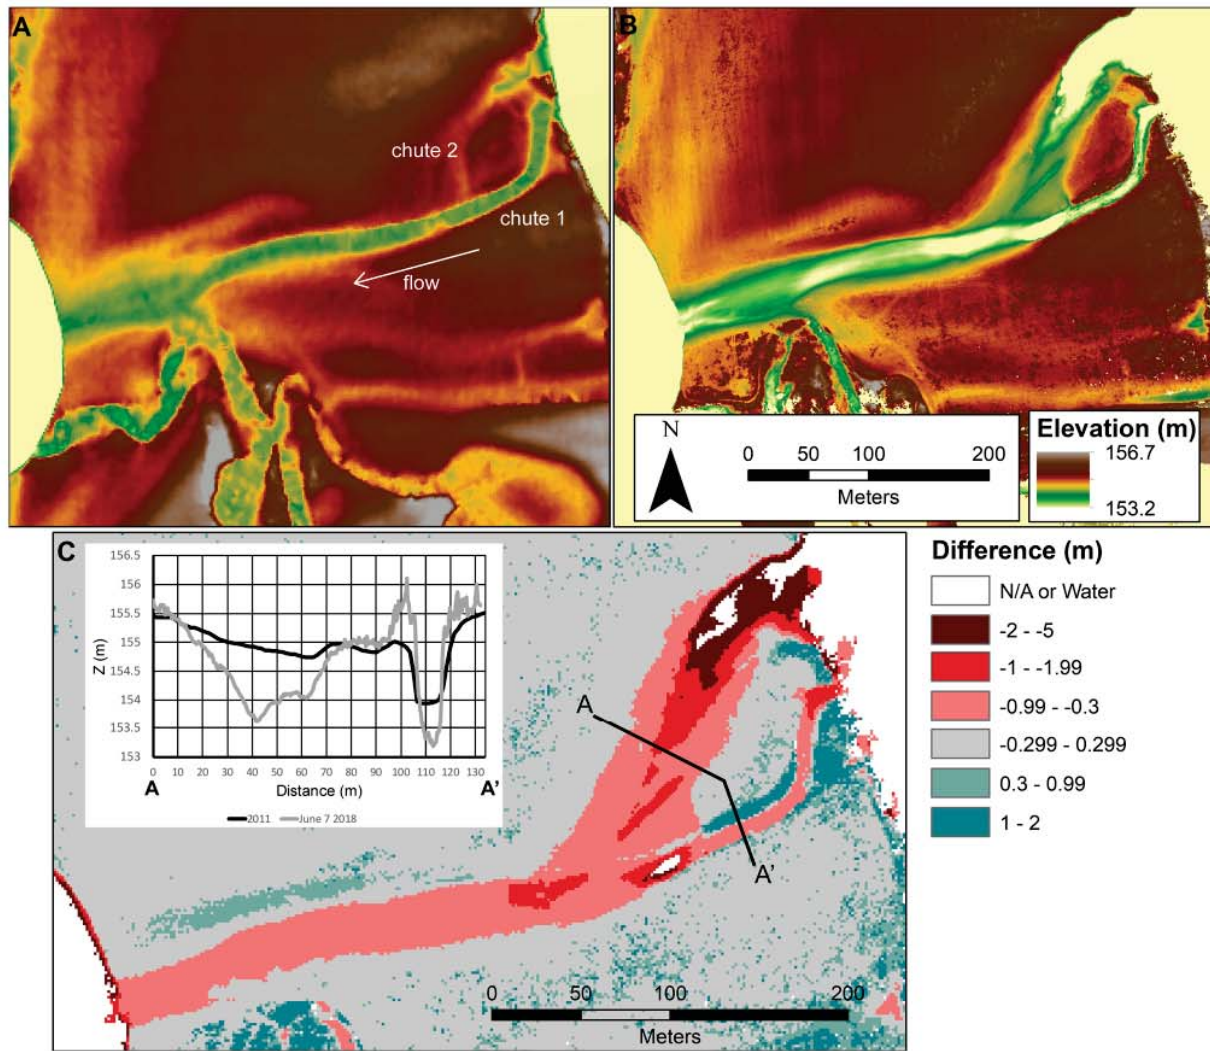 A
B
chute 2
chute 1
flow
N
0 50 100 200
Meters
Elevation (m)
156.7
153.2
C
156.5
156
155.5
155
154.5
154
153.5
153
Z (m)
0 10 20 30 40 50 60 70 80 90 100 110 120 130
A Distance (m) A'
2011 June 7 2018
A
A'
0 50 100 200
Meters
Difference (m)
N/A or Water
-2 - -5
-1 - -1.99
-0.99 - -0.3
-0.299 - 0.299
0.3 - 0.99
1 - 2